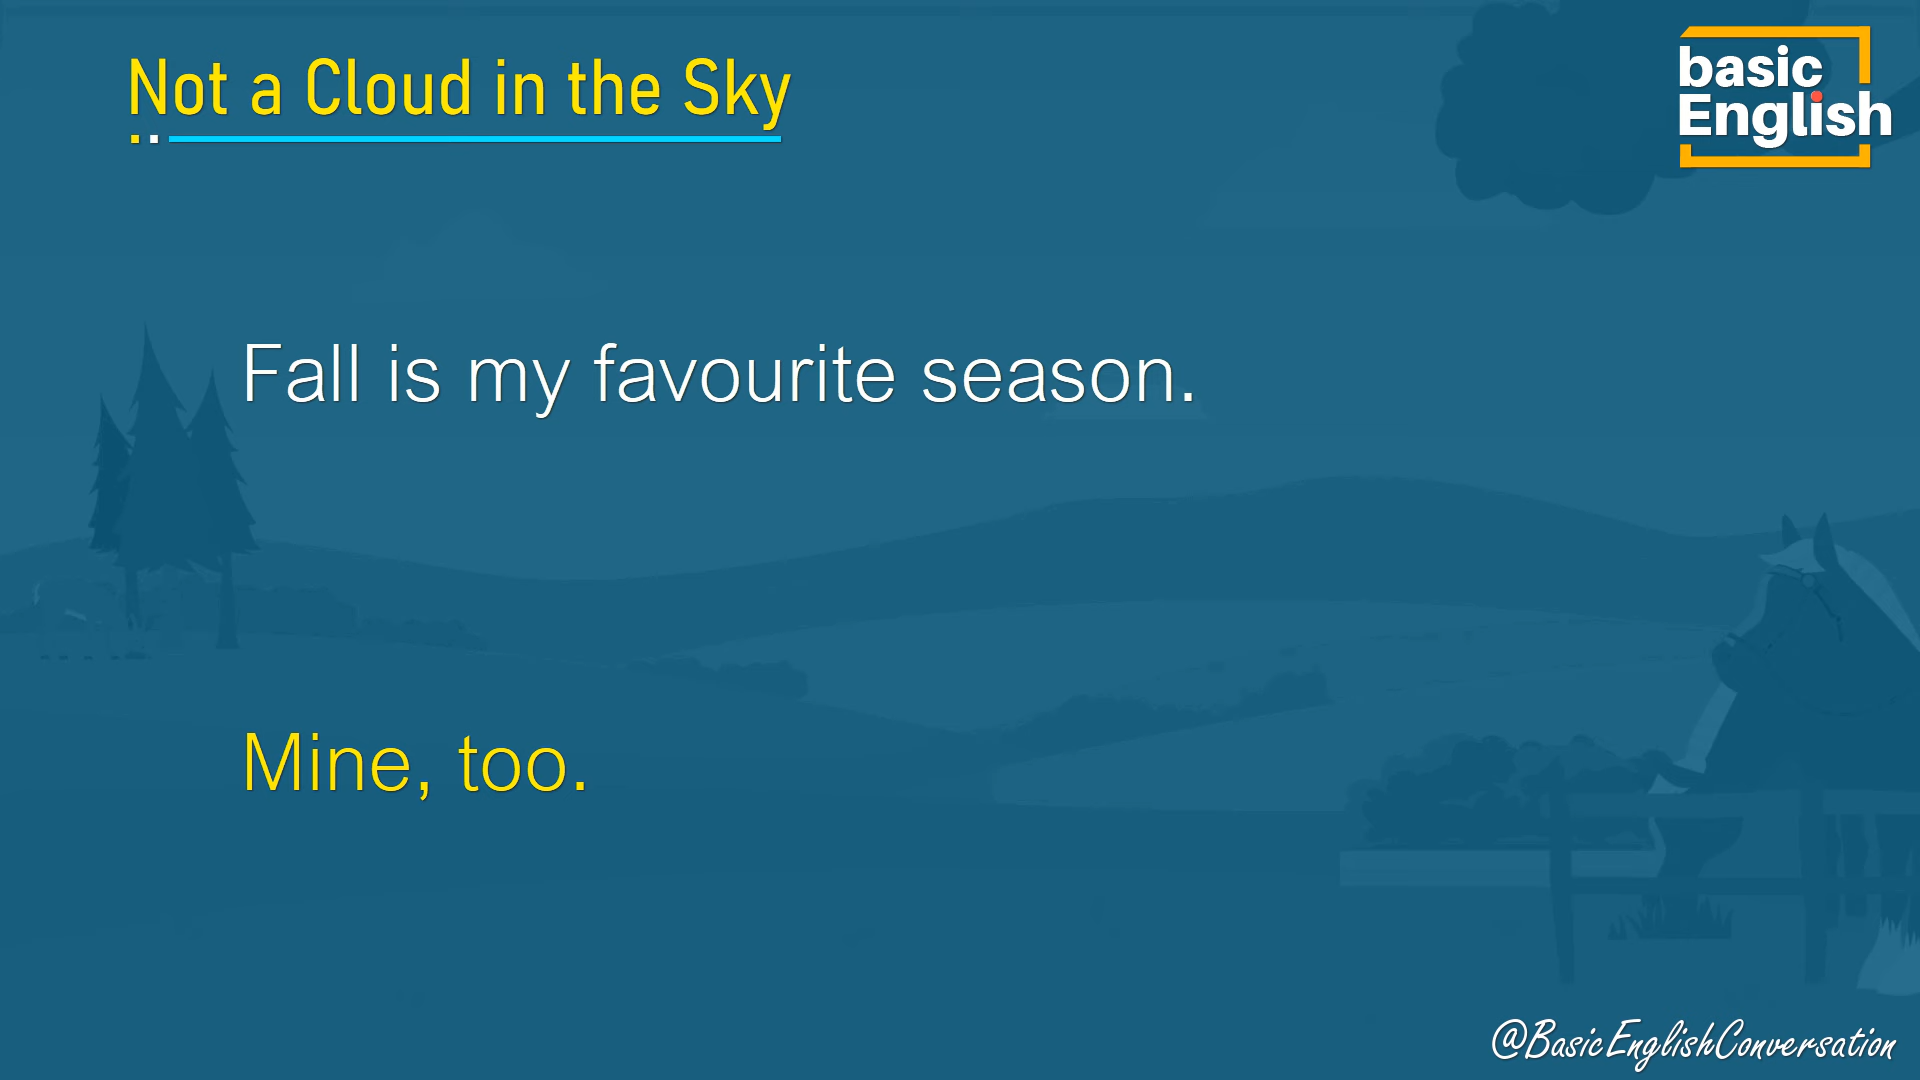 Not a Cloud in the Sky
basic
English
Fall is my favourite season.
Mine, too.
@BasicEnglishConversation